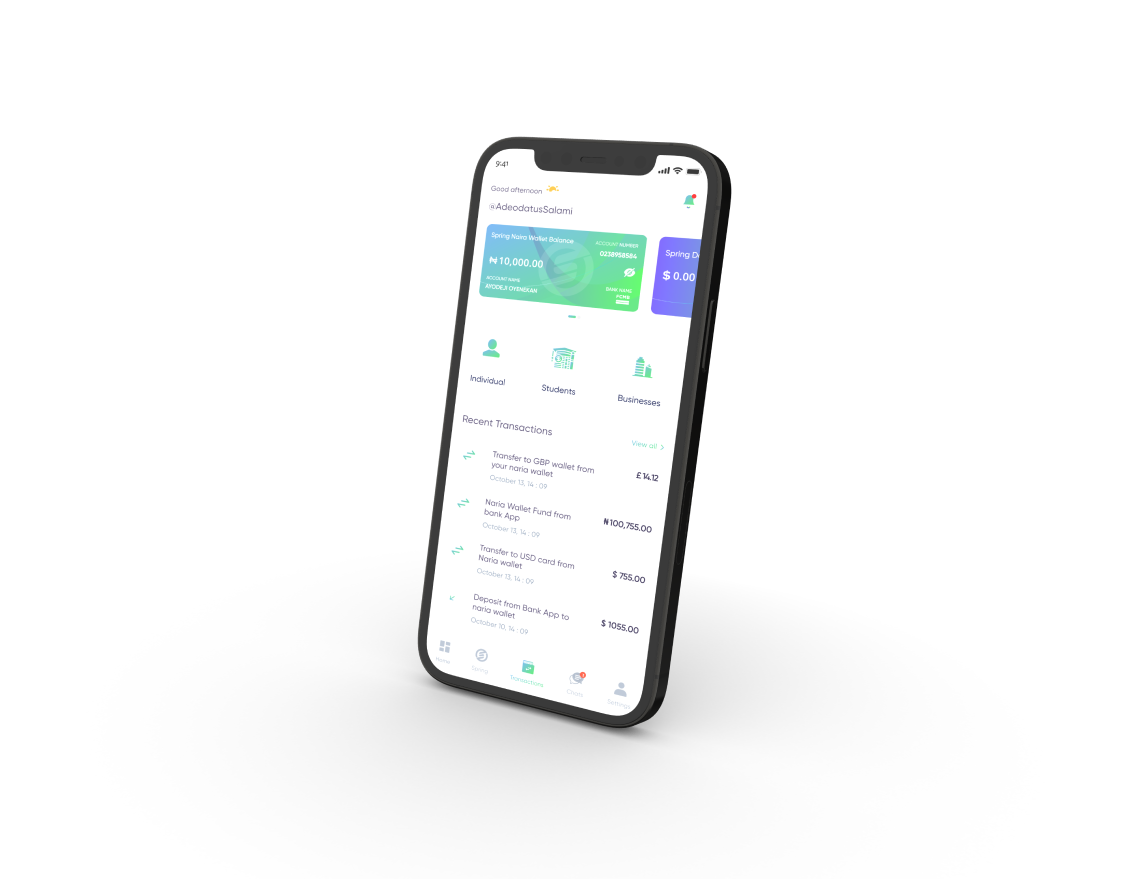 9:41
Good afternoon
@AdeodatusSalami
Spring Naira Wallet Balance
ACCOUNT NUMBER
0238958584
₦ 10,000.00
ACCOUNT NAME
AYODEJI OYENEKAN
BANK NAME
FCMB
Spring D
$ 0.00
Individual
Students
Businesses
Recent Transactions
View all >
Transfer to GBP wallet from
your naria wallet
October 13, 14 : 09
£ 14.12
Naria Wallet Fund from
bank App
October 13, 14 : 09
₦100,755.00
Transfer to USD card from
Naria wallet
October 13, 14 : 09
$ 755.00
Deposit from Bank App to
naria wallet
October 10, 14 : 09
$ 1055.00
Home
Transactions
Settings